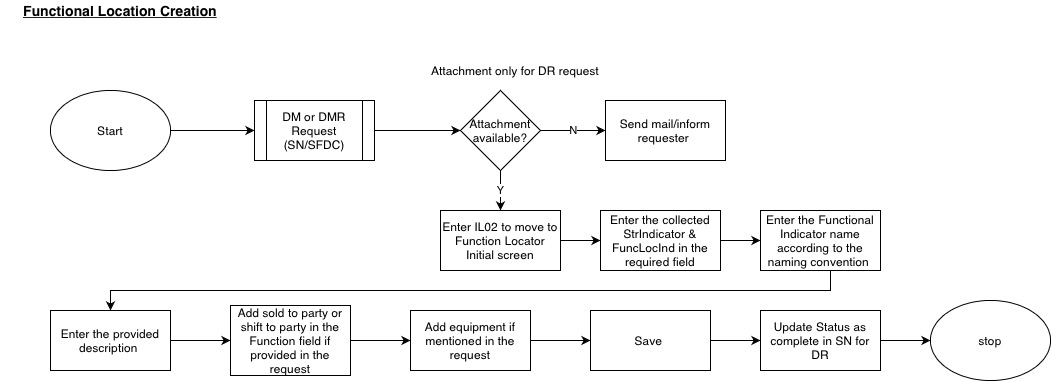 Functional Location Creation
Attachment only for DR request
Start
DM or DMR
Request
(SN/SFDC)
Attachment
available?
N
Send mail/inform
requester
Y
Enter IL02 to move to
Function Locator
Initial screen
Enter the collected
StrIndicator &
FuncLocInd in the
required field
Enter the Functional
Indicator name
according to the
naming convention
Enter the provided
description
Add sold to party or
shift to party in the
Function field if
provided in the
request
Add equipment if
mentioned in the
request
Save
Update Status as
complete in SN for
DR
stop